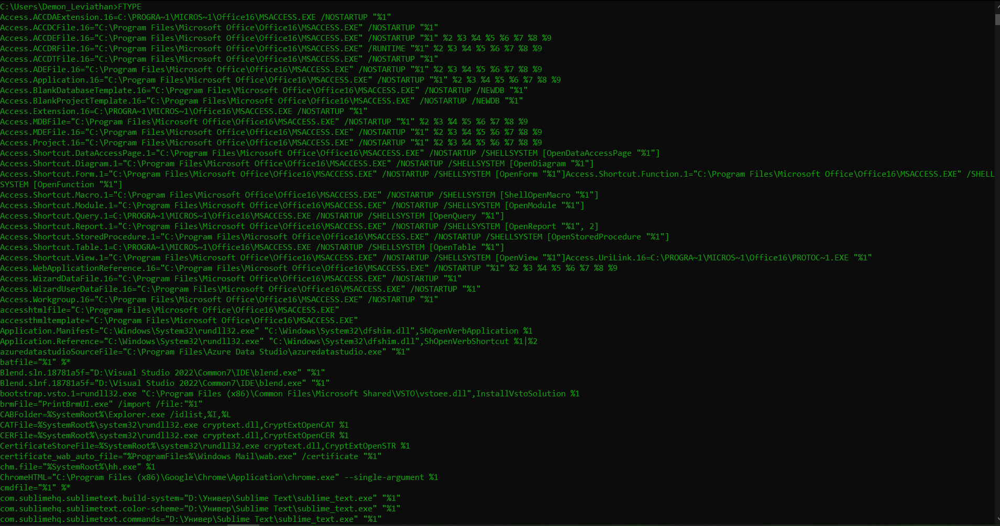 C:\Users\Demon_Leviathan>FTYPE
Access.ACCDAExtension.16=C:\PROGRA~1\MICROS~1\Office16\MSACCESS.EXE /NOSTARTUP "%1"
Access.ACCDCFile.16="C:\Program Files\Microsoft Office\Office16\MSACCESS.EXE" /NOSTARTUP "%1"
Access.ACCDEFile.16="C:\Program Files\Microsoft Office\Office16\MSACCESS.EXE" /NOSTARTUP "%1" %2 %3 %4 %5 %6 %7 %8 %9
Access.ACCDRFile.16="C:\Program Files\Microsoft Office\Office16\MSACCESS.EXE" /RUNTIME "%1" %2 %3 %4 %5 %6 %7 %8 %9
Access.ACCDTFile.16="C:\Program Files\Microsoft Office\Office16\MSACCESS.EXE" /NOSTARTUP "%1"
Access.ADEFile.16="C:\Program Files\Microsoft Office\Office16\MSACCESS.EXE" /NOSTARTUP "%1" %2 %3 %4 %5 %6 %7 %8 %9
Access.Application.16="C:\Program Files\Microsoft Office\Office16\MSACCESS.EXE" /NOSTARTUP "%1" %2 %3 %4 %5 %6 %7 %8 %9
Access.BlankDatabaseTemplate.16="C:\Program Files\Microsoft Office\Office16\MSACCESS.EXE" /NOSTARTUP /NEWDB "%1"
Access.BlankProjectTemplate.16="C:\Program Files\Microsoft Office\Office16\MSACCESS.EXE" /NOSTARTUP /NEWDB "%1"
Access.Extension.16=C:\PROGRA~1\MICROS~1\Office16\MSACCESS.EXE /NOSTARTUP "%1"
Access.MDBFile="C:\Program Files\Microsoft Office\Office16\MSACCESS.EXE" /NOSTARTUP "%1" %2 %3 %4 %5 %6 %7 %8 %9
Access.MDEFile.16="C:\Program Files\Microsoft Office\Office16\MSACCESS.EXE" /NOSTARTUP "%1" %2 %3 %4 %5 %6 %7 %8 %9
Access.Project.16="C:\Program Files\Microsoft Office\Office16\MSACCESS.EXE" /NOSTARTUP "%1" %2 %3 %4 %5 %6 %7 %8 %9
Access.Shortcut.DataAccessPage.1="C:\Program Files\Microsoft Office\Office16\MSACCESS.EXE" /NOSTARTUP /SHELLSYSTEM [OpenDataAccessPage "%1"]
Access.Shortcut.Diagram.1="C:\Program Files\Microsoft Office\Office16\MSACCESS.EXE" /NOSTARTUP /SHELLSYSTEM [OpenDiagram "%1"]
Access.Shortcut.Form.1="C:\Program Files\Microsoft Office\Office16\MSACCESS.EXE" /NOSTARTUP /SHELLSYSTEM [OpenForm "%1"]Access.Shortcut.Function.1="C:\Program Files\Microsoft Office\Office16\MSACCESS.EXE" /SHELL
SYSTEM [OpenFunction "%1"]
Access.Shortcut.Macro.1="C:\Program Files\Microsoft Office\Office16\MSACCESS.EXE" /NOSTARTUP /SHELLSYSTEM [ShellOpenMacro "%1"]
Access.Shortcut.Module.1="C:\Program Files\Microsoft Office\Office16\MSACCESS.EXE" /NOSTARTUP /SHELLSYSTEM [OpenModule "%1"]
Access.Shortcut.Query.1=C:\PROGRA~1\MICROS~1\Office16\MSACCESS.EXE /NOSTARTUP /SHELLSYSTEM [OpenQuery "%1"]
Access.Shortcut.Report.1="C:\Program Files\Microsoft Office\Office16\MSACCESS.EXE" /NOSTARTUP /SHELLSYSTEM [OpenReport "%1", 2]
Access.Shortcut.StoredProcedure.1="C:\Program Files\Microsoft Office\Office16\MSACCESS.EXE" /NOSTARTUP /SHELLSYSTEM [OpenStoredProcedure "%1"]
Access.Shortcut.Table.1=C:\PROGRA~1\MICROS~1\Office16\MSACCESS.EXE /NOSTARTUP /SHELLSYSTEM [OpenTable "%1"]
Access.Shortcut.View.1="C:\Program Files\Microsoft Office\Office16\MSACCESS.EXE" /NOSTARTUP /SHELLSYSTEM [OpenView "%1"]Access.UriLink.16=C:\PROGRA~1\MICROS~1\Office16\PROTOC~1.EXE "%1"
Access.WebApplicationReference.16="C:\Program Files\Microsoft Office\Office16\MSACCESS.EXE" /NOSTARTUP "%1" %2 %3 %4 %5 %6 %7 %8 %9
Access.WizardDataFile.16="C:\Program Files\Microsoft Office\Office16\MSACCESS.EXE" /NOSTARTUP "%1"
Access.WizardUserDataFile.16="C:\Program Files\Microsoft Office\Office16\MSACCESS.EXE" /NOSTARTUP "%1"
Access.Workgroup.16="C:\Program Files\Microsoft Office\Office16\MSACCESS.EXE" /NOSTARTUP "%1"
accesshtmlfile="C:\Program Files\Microsoft Office\Office16\MSACCESS.EXE"
accessthmltemplate="C:\Program Files\Microsoft Office\Office16\MSACCESS.EXE"
Application.Manifest="C:\Windows\System32\rundll32.exe" "C:\Windows\System32\dfshim.dll",ShOpenVerbApplication %1
Application.Reference="C:\Windows\System32\rundll32.exe" "C:\Windows\System32\dfshim.dll",ShOpenVerbShortcut %1|%2
azuredatastudioSourceFile="C:\Program Files\Azure Data Studio\azuredatastudio.exe" "%1"
batfile="%1" %*
Blend.sln.18781a5f="D:\Visual Studio 2022\Common7\IDE\blend.exe" "%1"
Blend.slnf.18781a5f="D:\Visual Studio 2022\Common7\IDE\blend.exe" "%1"
bootstrap.vsto.1=rundll32.exe "C:\Program Files (x86)\Common Files\Microsoft Shared\VSTO\vstoee.dll",InstallVstoSolution %1
brmFile="PrintBrmUI.exe" /import /file:"%1"
CABFolder=%SystemRoot%\Explorer.exe /idlist,%I,%L
CATFile=%SystemRoot%\system32\rundll32.exe cryptext.dll,CryptExtOpenCAT %1
CERFile=%SystemRoot%\system32\rundll32.exe cryptext.dll,CryptExtOpenCER %1
CertificateStoreFile=%SystemRoot%\system32\rundll32.exe cryptext.dll,CryptExtOpenSTR %1
certificate_wab_auto_file="%ProgramFiles%\Windows Mail\wab.exe" /certificate "%1"
chm.file="%SystemRoot%\hh.exe" %1
ChromeHTML="C:\Program Files (x86)\Google\Chrome\Application\chrome.exe" --single-argument %1
cmdfile="%1" %*
com.sublimehq.sublimetext.build-system="D:\Универ\Sublime Text\sublime_text.exe" "%1"
com.sublimehq.sublimetext.color-scheme="D:\Универ\Sublime Text\sublime_text.exe" "%1"
com.sublimehq.sublimetext.commands="D:\Универ\Sublime Text\sublime_text.exe" "%1"